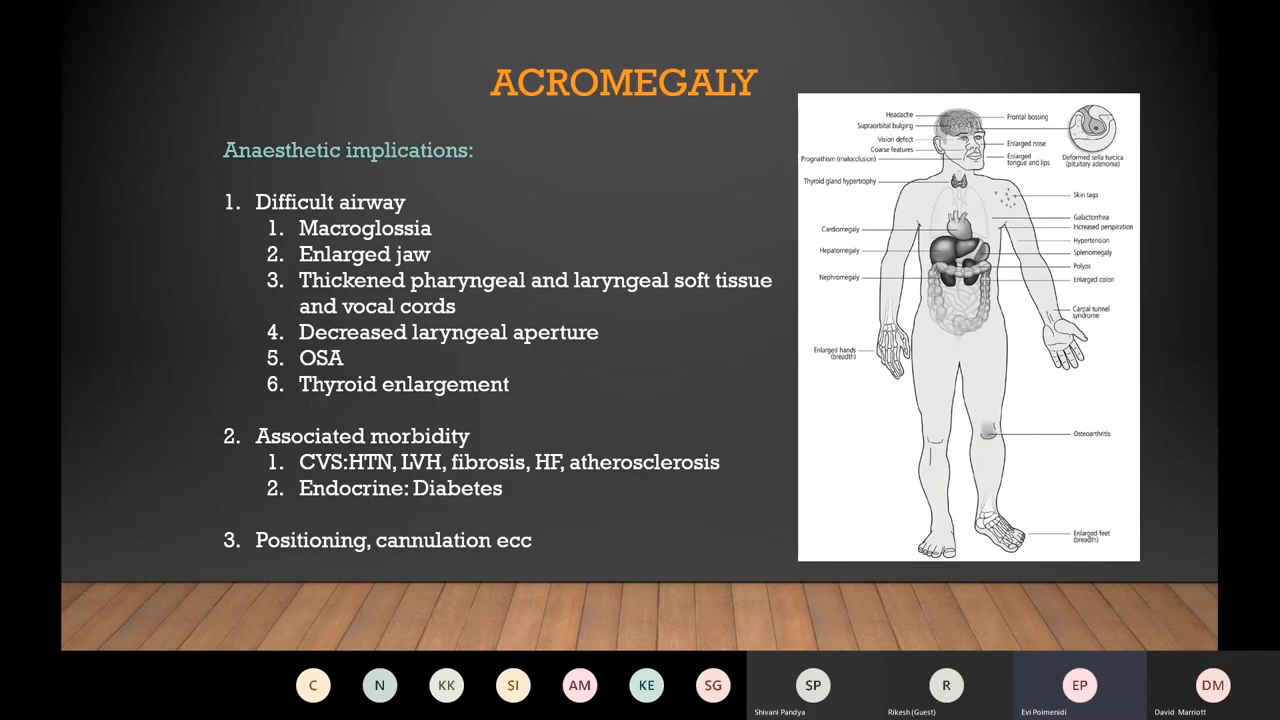 ACROMEGALY
Anaesthetic implications:
1. Difficult airway
1. Macroglossia
2. Enlarged jaw
3. Thickened pharyngeal and laryngeal soft tissue
and vocal cords
4. Decreased laryngeal aperture
5. OSA
6. Thyroid enlargement
2. Associated morbidity
1. CVS:HTN, LVH, fibrosis, HF, atherosclerosis
2. Endocrine: Diabetes
3. Positioning, cannulation ecc
Headache
Supraorbital bulging
Vision defect
Coarse features
Prognathism (malocclusion)
Thyroid gland hypertrophy
Cardiomegaly
Hepatomegaly
Nephromegaly
Enlarged hands
(breadth)
Frontal bossing
Enlarged nose
Enlarged
tongue and lips
Deformed sella turcica
(pituitary adenoma)
Skin tags
Galactorrhea
Increased perspiration
Hypertension
Splenomegaly
Polyps
Enlarged colon
Carpal tunnel
syndrome
Osteoarthritis
Enlarged feet
(breadth)
C
N
KK
SI
AM
KE
SG
SP
Shivani Pandya
R
Rikesh (Guest)
EP
Evi Poimenidi
DM
David Marriott